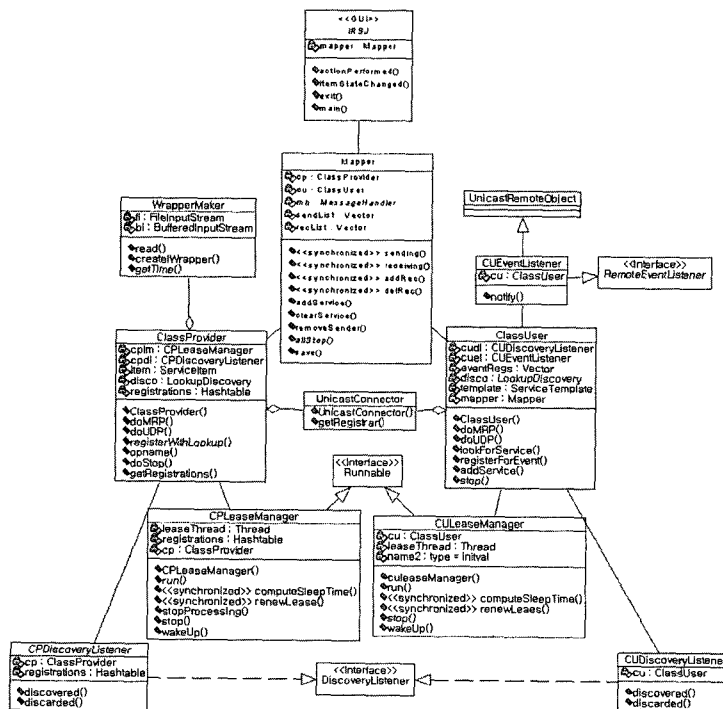 <<GUI>>
IRBJ
mapper Mapper
actionPerformed()
itemStateChanged()
exit()
main()
Mapper
cp : ClassProvider
cu : ClassUser
mh MessageHandler
sendList : Vector
recList : Vector
<<synchronized>> sending()
<<synchronized>> receiving()
<<synchronized>> addRec()
<<synchronized>> delRec()
addService()
clearService()
removeSender()
allStop()
save()
WrapperMaker
fi : FileInputStream
bi : BufferedInputStream
read()
createIWrapper()
getTime()
UnicastRemoteObject
CUEventListener
cu : ClassUser
notify()
<<Interface>>
RemoteEventListener
ClassProvider
cplm : CPLeaseManager
cpdl : CPDiscoveryListener
item : ServiceItem
disco : LookupDiscovery
registrations : Hashtable
ClassProvider()
doMRP()
doUDP()
registerWithLookup()
opname()
doStop()
getRegistrations()
UnicastConnector
UnicastConnector()
getRegistrar()
ClassUser
cudl : CUDiscoveryListener
cuel : CUEventListener
eventRegs : Vector
disco : LookupDiscovery
template : ServiceTemplate
mapper : Mapper
ClassUser()
doMRP()
doUDP()
lookForService()
registerForEvent()
addService()
stop()
<<Interface>>
Runnable
CPLeaseManager
leaseThread : Thread
registrations : Hashtable
cp : ClassProvider
CPLeaseManager()
run()
<<synchronized>> computeSleepTime()
<<synchronized>> renewLease()
stopProcessing()
stop()
wakeUp()
CULeaseManager
cu : ClassUser
leaseThread : Thread
name2 : type = initval
culeaseManager()
run()
<<synchronized>> computeSleepTime()
<<synchronized>> renewLeaes()
stop()
wakeUp()
CPDiscoveryListener
cp : ClassProvider
registrations : Hashtable
discovered()
discarded()
<<Interface>>
DiscoveryListener
CUDiscoveryListener
cu : ClassUser
discovered()
discarded()